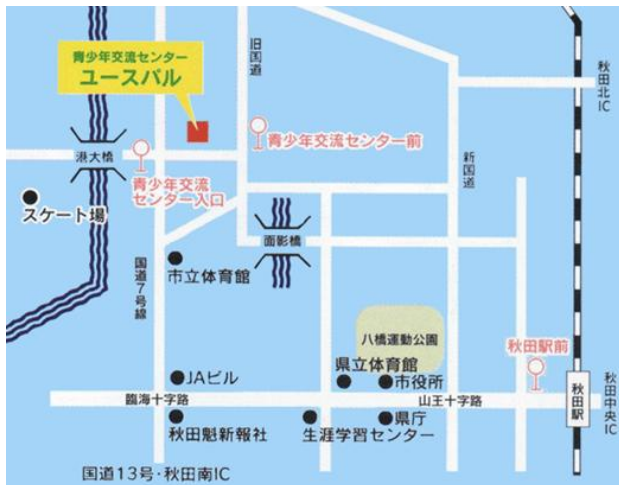 青少年交流センター
ユースパル
旧国道
秋田北IC
青少年交流センター前
港大橋
新国道
青少年交流
センター入口
スケート場
面影橋
国道7号線
市立体育館
八橋運動公園
秋田駅前
県立体育館
JAビル
市役所
臨海十字路
山王十字路
秋田駅
秋田中央IC
秋田魁新報社
生涯学習センター
県庁
国道13号・秋田南IC